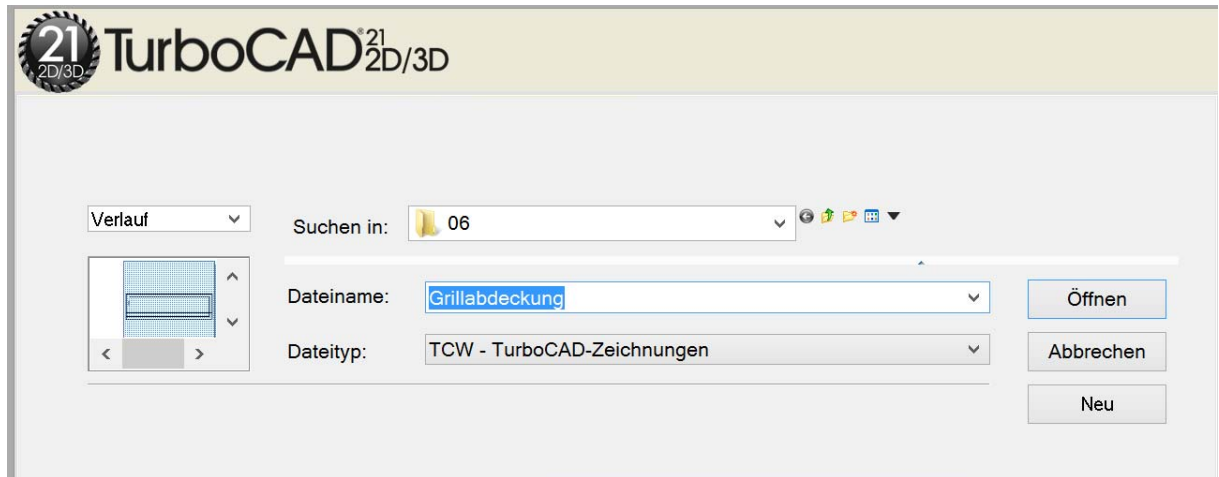 21
2D/3D
TurboCAD® 21 2D/3D
Verlauf
Suchen in: 06
Dateiname: Grillabdeckung Öffnen
Dateityp: TCW - TurboCAD-Zeichnungen Abbrechen
Neu